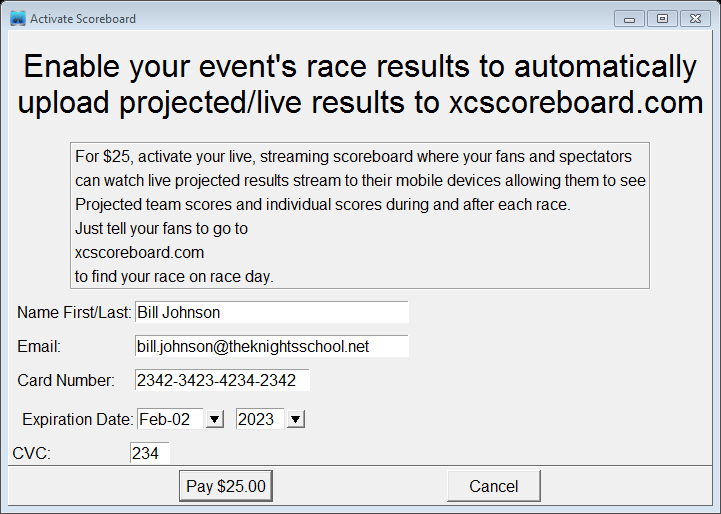 Activate Scoreboard
Enable your event's race results to automatically
upload projected/live results to xcscoreboard.com
For $25, activate your live, streaming scoreboard where your fans and spectators
can watch live projected results stream to their mobile devices allowing them to see
Projected team scores and individual scores during and after each race.
Just tell your fans to go to
xcscoreboard.com
to find your race on race day.
Name First/Last: Bill Johnson
Email: bill.johnson@theknightsschool.net
Card Number: 2342-3423-4234-2342
Expiration Date: Feb-02 2023
CVC: 234
Pay $25.00 Cancel